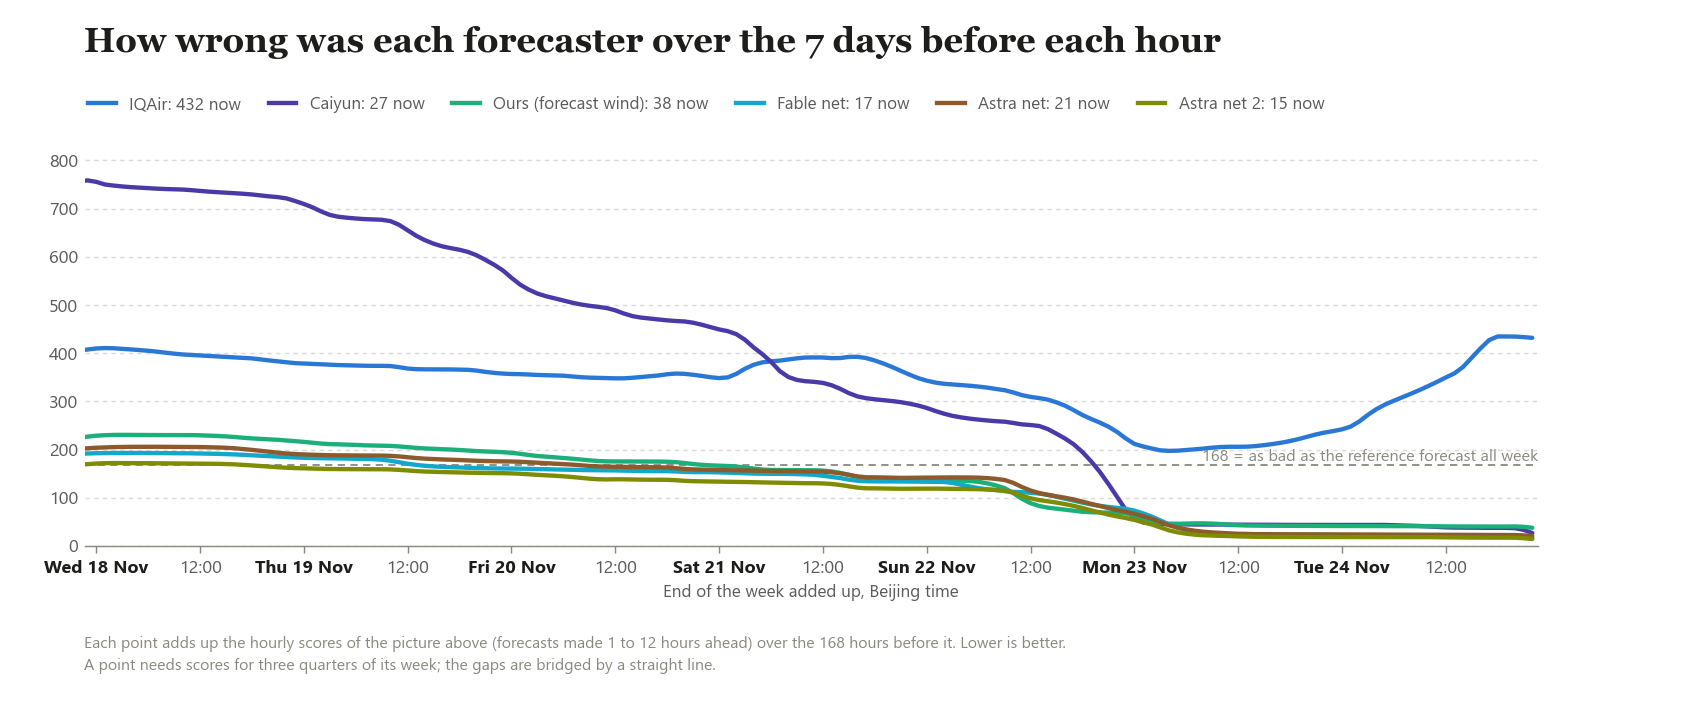 How wrong was each forecaster over the 7 days before each hour
IQAir: 432 now Caiyun: 27 now Ours (forecast wind): 38 now Fable net: 17 now Astra net: 21 now Astra net 2: 15 now
800
700
600
500
400
300
200
168 = as bad as the reference forecast all week
100
0
Wed 18 Nov 12:00 Thu 19 Nov 12:00 Fri 20 Nov 12:00 Sat 21 Nov 12:00 Sun 22 Nov 12:00 Mon 23 Nov 12:00 Tue 24 Nov 12:00
End of the week added up, Beijing time
Each point adds up the hourly scores of the picture above (forecasts made 1 to 12 hours ahead) over the 168 hours before it. Lower is better.
A point needs scores for three quarters of its week; the gaps are bridged by a straight line.